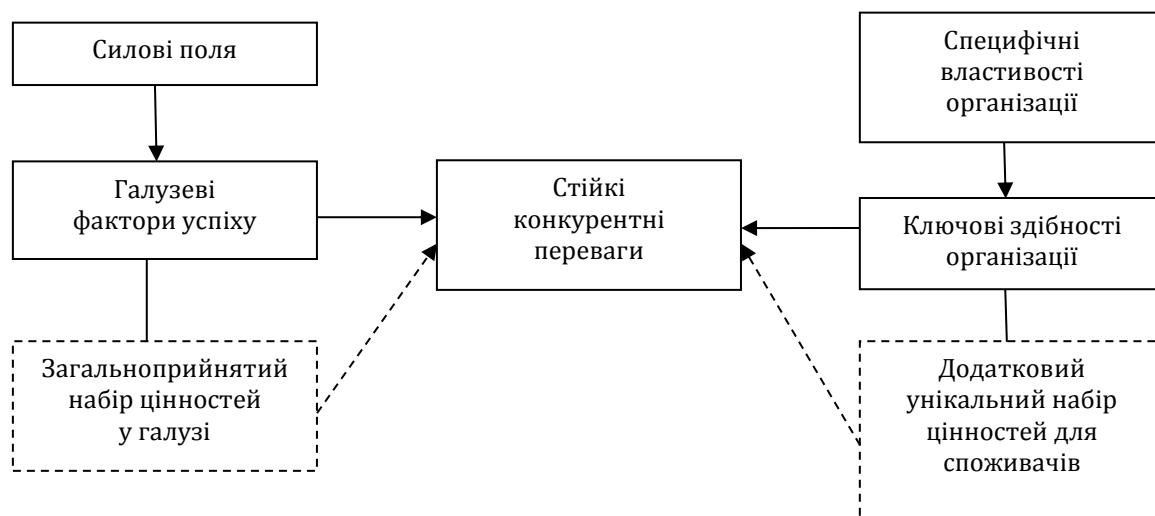 Силові поля
Специфічні
властивості
організації
Галузеві
фактори успіху
Стійкі
конкурентні
переваги
Ключові здібності
організації
Загальноприйнятий
набір цінностей
у галузі
Додатковий
унікальний набір
цінностей для
споживачів